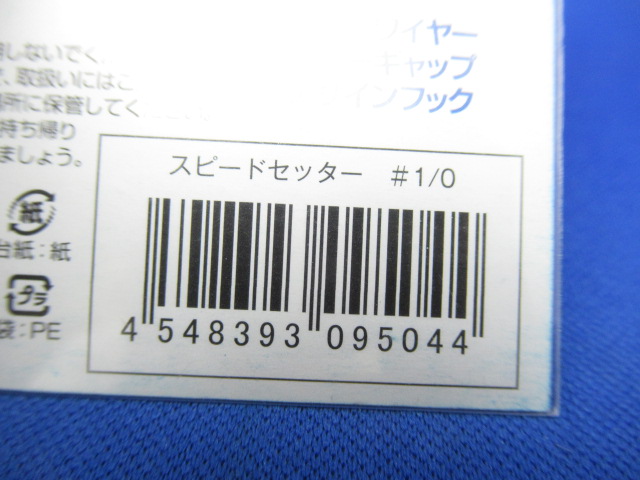 イヤー
ギャップ
インフック
しないでく
取扱いにはこ
所に保管してく
持ち帰り
ましょう。
スピードセッター #1/0
紙
台紙:紙
プラ
袋:PE
4 548393 095044